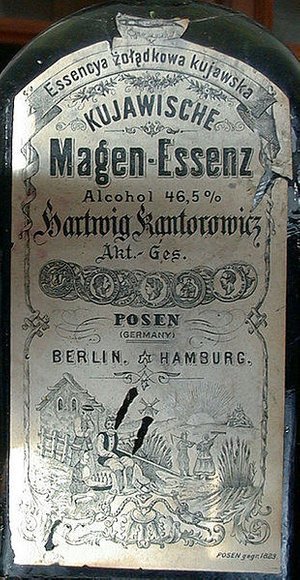 Essencya żołądkowa kujawska
KUJAWISCHE
Magen-Essenz
Alcohol 46,5%
Hartwig Kantorowicz
Akt.-Ges.
POSEN
(GERMANY)
BERLIN. HAMBURG.
POSEN gegr. 1823.